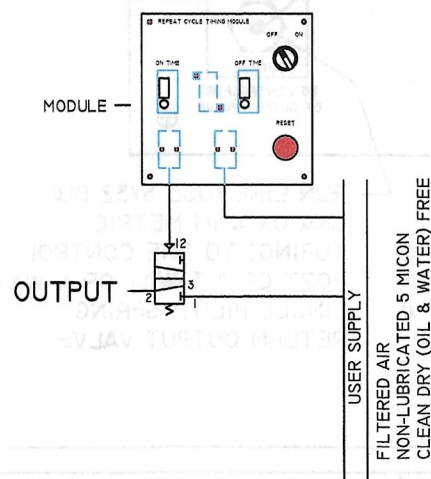 REPEAT CYCLE TIMING MODULE
OFF ON
ON TIME
OFF TIME
MODULE
RESET
12
OUTPUT
2
3
1
USER SUPPLY
FILTERED AIR
NON-LUBRICATED 5 MICON
CLEAN DRY (OIL & WATER) FREE